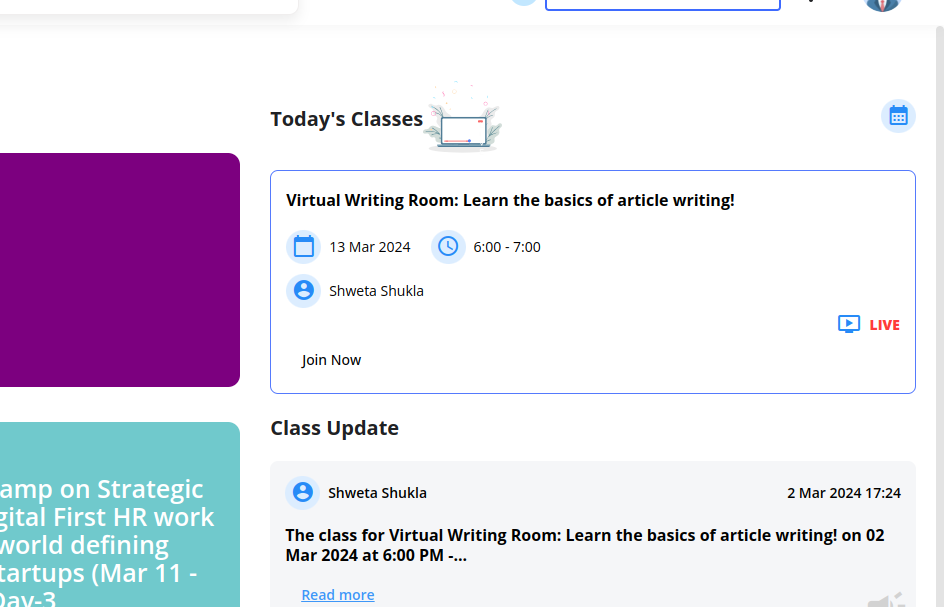 Today's Classes
Virtual Writing Room: Learn the basics of article writing!
13 Mar 2024 6:00 - 7:00
Shweta Shukla
LIVE
Join Now
Class Update
Shweta Shukla 2 Mar 2024 17:24
The class for Virtual Writing Room: Learn the basics of article writing! on 02
Mar 2024 at 6:00 PM -...
Read more
amp on Strategic
gital First HR work
world defining
tartups (Mar 11 -
Day-3